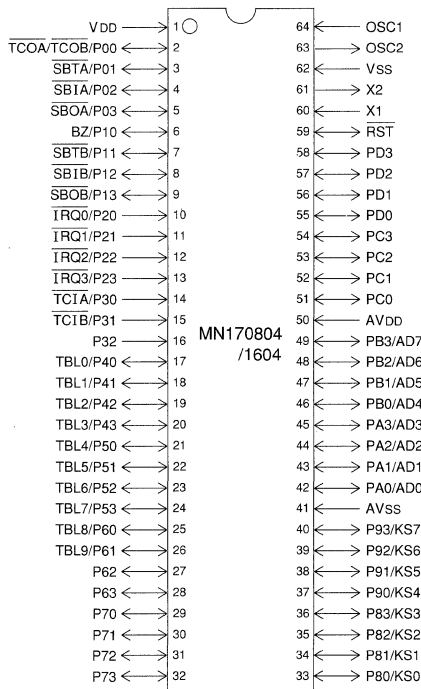 VDD 1 64 OSC1
TCOA/TCOB/P00 2 63 OSC2
SBTA/P01 3 62 VSS
SBIA/P02 4 61 X2
SBOA/P03 5 60 X1
BZ/P10 6 59 RST
SBTB/P11 7 58 PD3
SBIB/P12 8 57 PD2
SBOB/P13 9 56 PD1
IRQ0/P20 10 55 PD0
IRQ1/P21 11 54 PC3
IRQ2/P22 12 53 PC2
IRQ3/P23 13 52 PC1
TCIA/P30 14 51 PC0
TCIB/P31 15 50 AVDD
P32 16 MN170804 49 PB3/AD7
/1604
TBL0/P40 17 48 PB2/AD6
TBL1/P41 18 47 PB1/AD5
TBL2/P42 19 46 PB0/AD4
TBL3/P43 20 45 PA3/AD3
TBL4/P50 21 44 PA2/AD2
TBL5/P51 22 43 PA1/AD1
TBL6/P52 23 42 PA0/AD0
TBL7/P53 24 41 AVSS
TBL8/P60 25 40 P93/KS7
TBL9/P61 26 39 P92/KS6
P62 27 38 P91/KS5
P63 28 37 P90/KS4
P70 29 36 P83/KS3
P71 30 35 P82/KS2
P72 31 34 P81/KS1
P73 32 33 P80/KS0